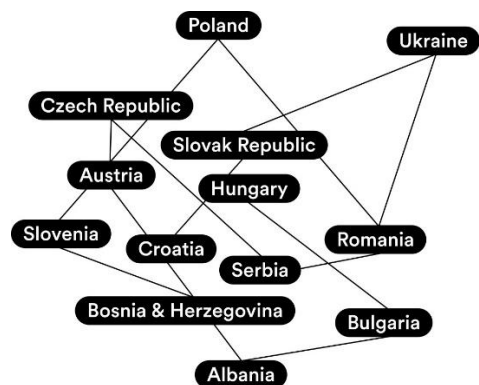 Poland
Ukraine
Czech Republic
Slovak Republic
Austria
Hungary
Slovenia
Croatia
Romania
Serbia
Bosnia & Herzegovina
Bulgaria
Albania